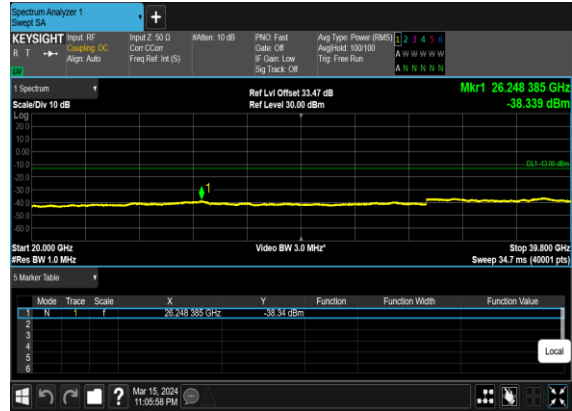 Spectrum Analyzer 1
Swept SA
+
KEYSIGHT Input: RF Input Z: 50 Ω #Atten: 10 dB PNO: Fast Avg Type: Power (RMS) 1 2 3 4 5 6
R T Coupling: DC Corr CCorr Gate: Off Avg|Hold: 100/100 A W W W W W
Align: Auto Freq Ref: Int (S) IF Gain: Low Trig: Free Run
Sig Track: Off A N N N N N
1 Spectrum Ref Lvl Offset 33.47 dB Mkr1 26.248 385 GHz
Scale/Div 10 dB Ref Level 30.00 dBm -38.339 dBm
Log
20.0
10.0
0.00
-10.0
DL1 -13.00 dBm
-20.0
-30.0
1
-40.0
-50.0
-60.0
Start 20.000 GHz Video BW 3.0 MHz* Stop 39.800 GHz
#Res BW 1.0 MHz Sweep 34.7 ms (40001 pts)
5 Marker Table
Mode Trace Scale X Y Function Function Width Function Value
1 N 1 f 26.248 385 GHz -38.34 dBm
2
3
4
5
6
Local
? Mar 15, 2024
11:05:58 PM